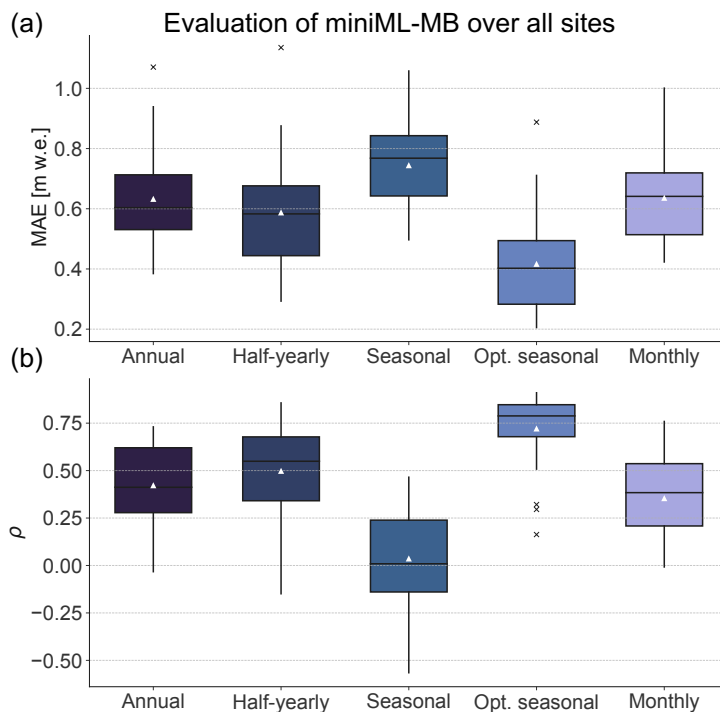 (a) Evaluation of miniML-MB over all sites
MAE [m w.e.]
1.0
0.8
0.6
0.4
0.2
Annual Half-yearly Seasonal Opt. seasonal Monthly
(b)
ρ
0.75
0.50
0.25
0.00
−0.25
−0.50
Annual Half-yearly Seasonal Opt. seasonal Monthly